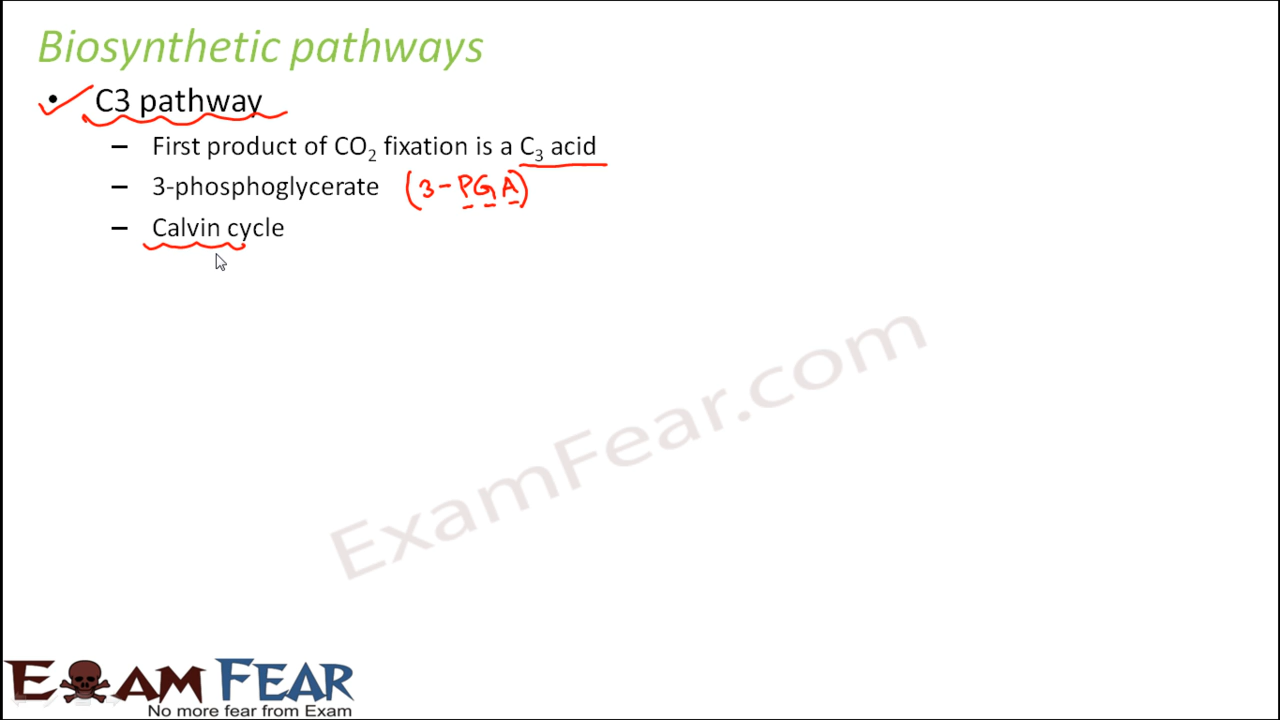 Biosynthetic pathways
• C3 pathway
– First product of CO₂ fixation is a C₃ acid
– 3-phosphoglycerate (3-PGA)
– Calvin cycle
ExamFear.com
EXAM FEAR
No more fear from Exam